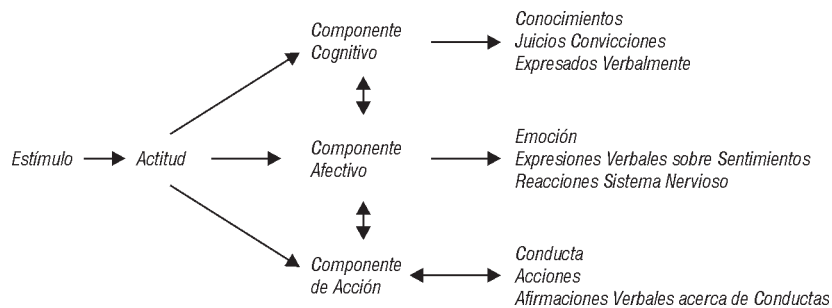 Componente
Cognitivo
Conocimientos
Juicios Convicciones
Expresados Verbalmente
Estímulo
Actitud
Componente
Afectivo
Emoción
Expresiones Verbales sobre Sentimientos
Reacciones Sistema Nervioso
Componente
de Acción
Conducta
Acciones
Afirmaciones Verbales acerca de Conductas